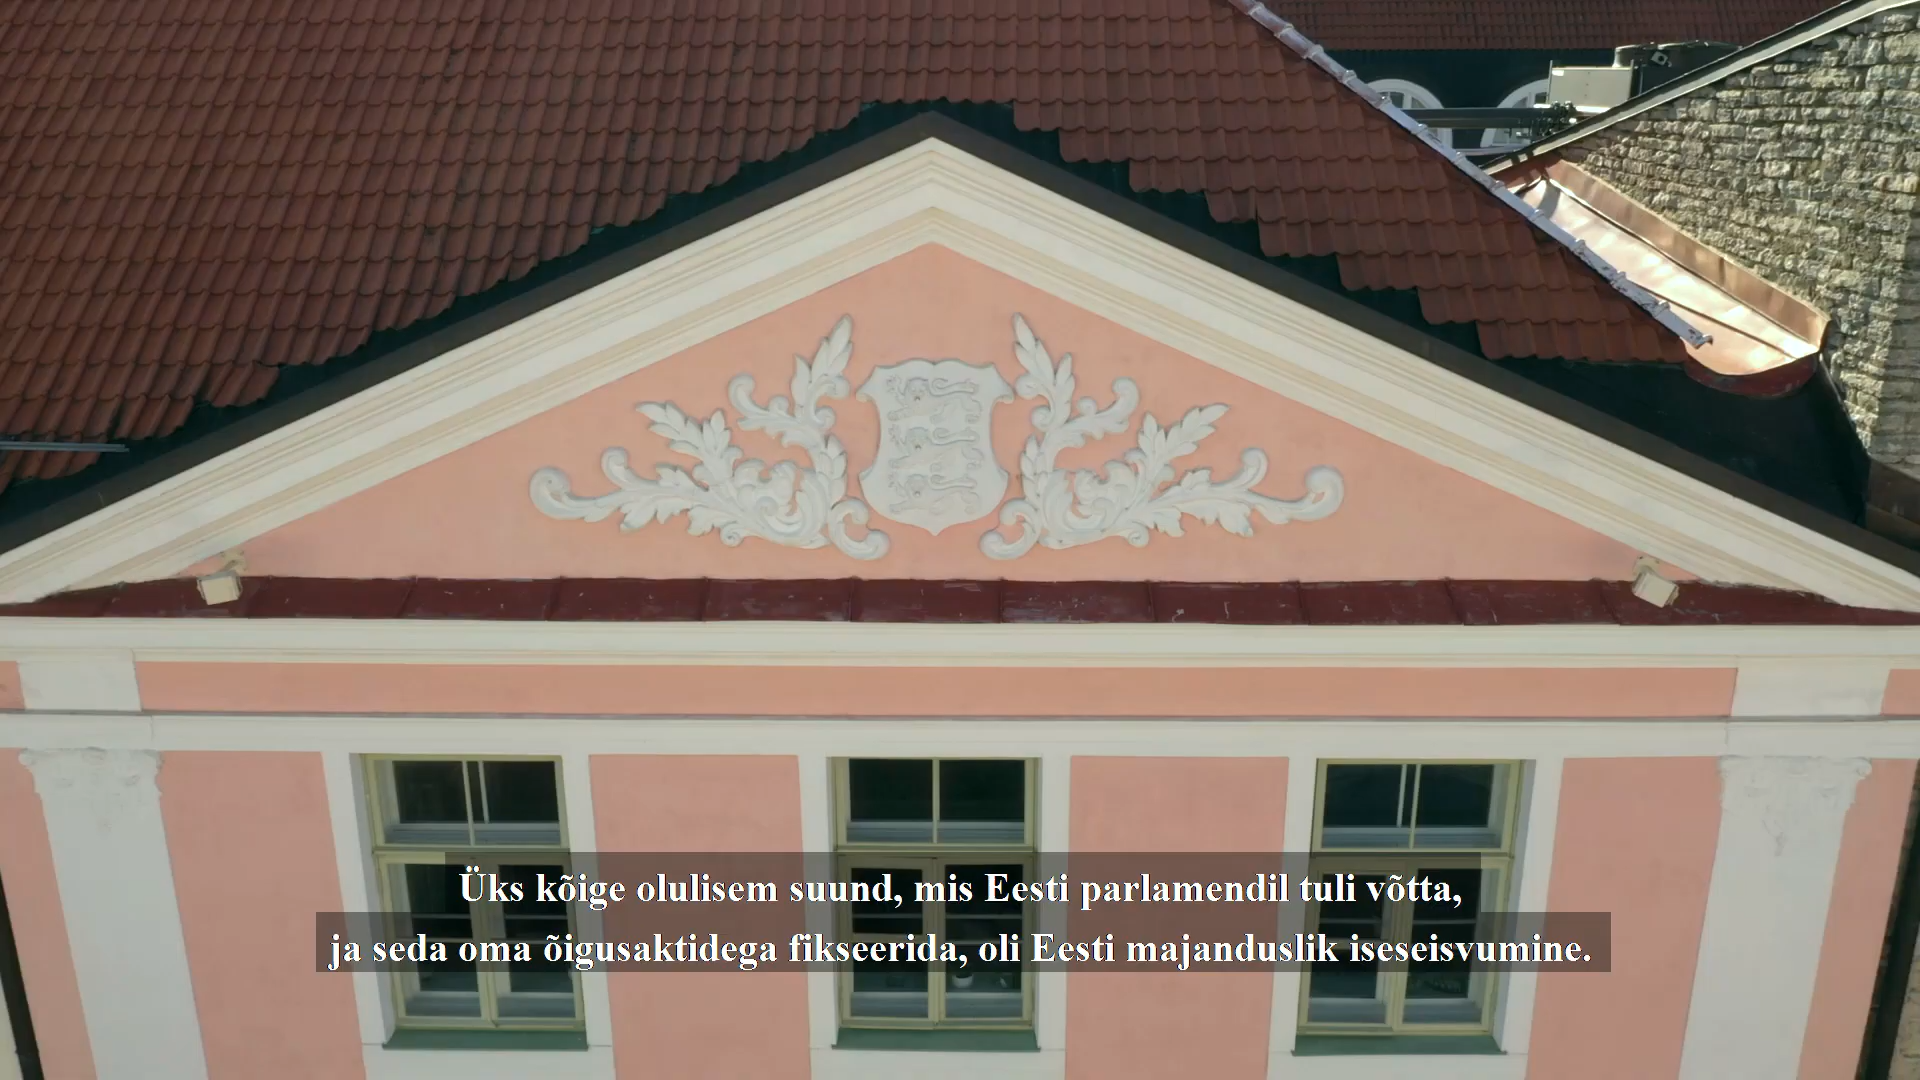 Üks kõige olulisem suund, mis Eesti parlamendil tuli võtta,
ja seda oma õigusaktidega fikseerida, oli Eesti majanduslik iseseisvumine.